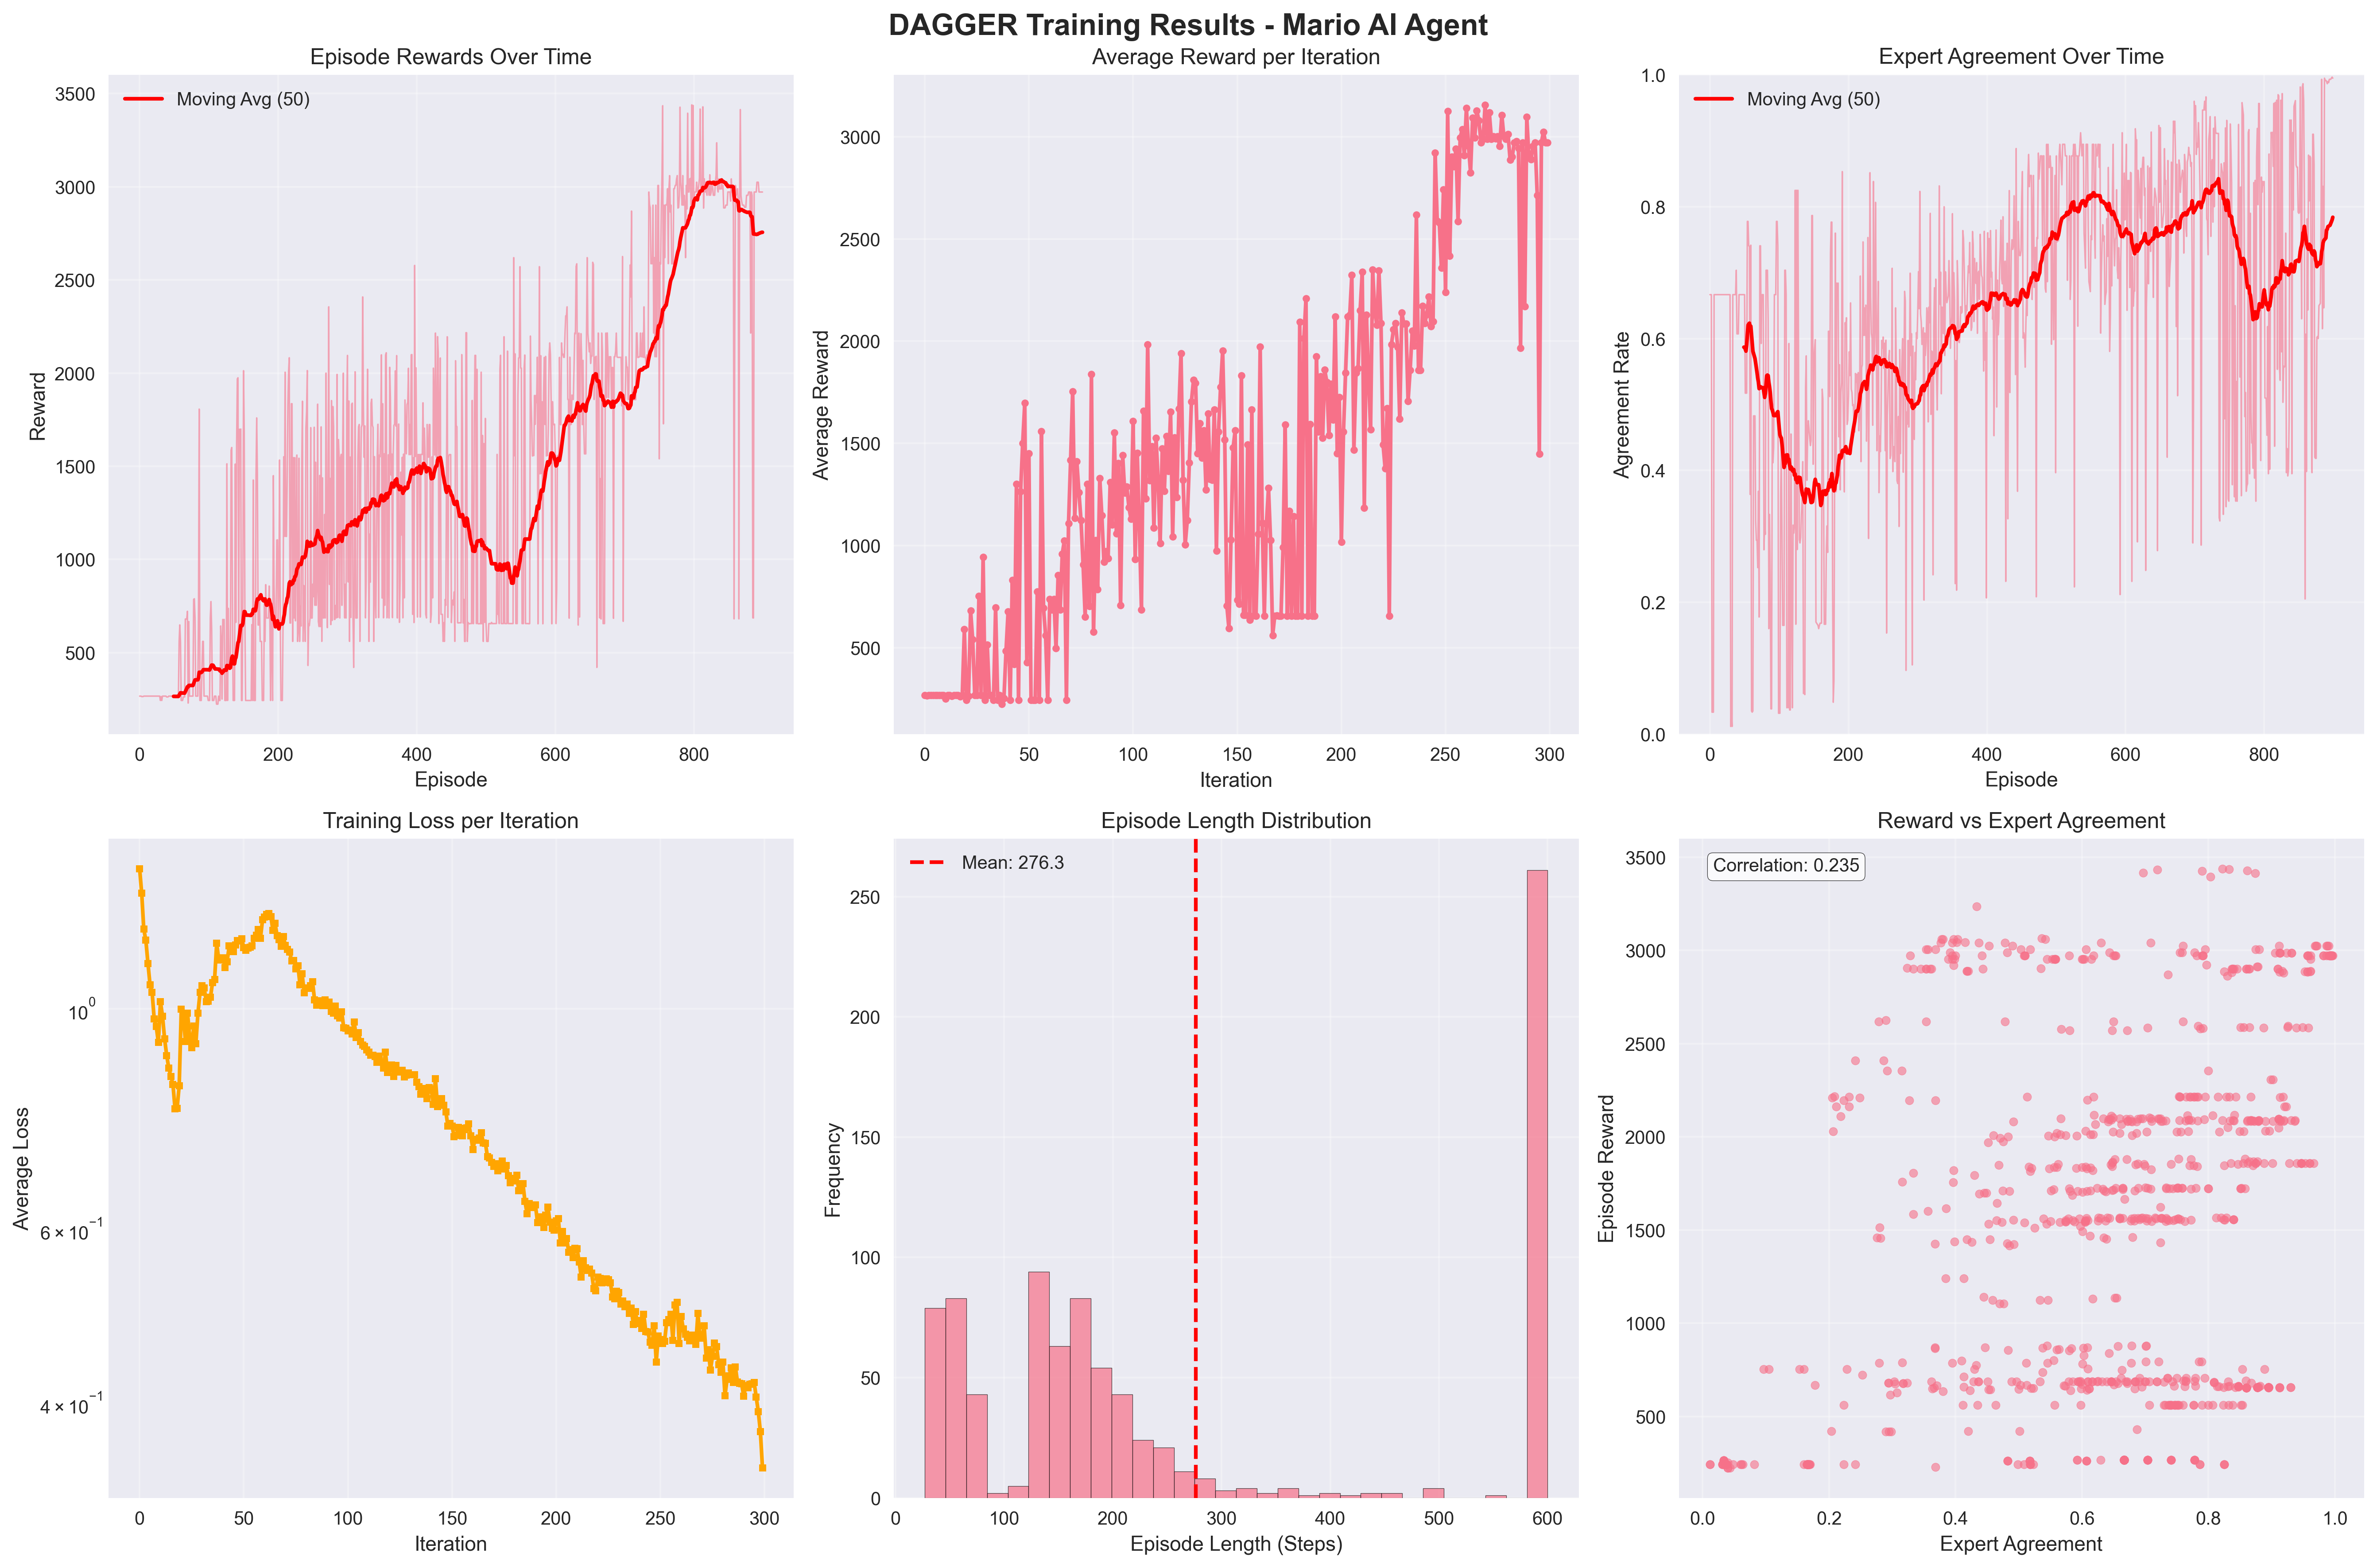 DAGGER Training Results - Mario AI Agent
Episode Rewards Over Time
Moving Avg (50)
3500
3000
2500
2000
1500
1000
500
Reward
0 200 400 600 800
Episode
Average Reward per Iteration
3000
2500
2000
1500
1000
500
Average Reward
0 50 100 150 200 250 300
Iteration
Expert Agreement Over Time
Moving Avg (50)
1.0
0.8
0.6
0.4
0.2
0.0
Agreement Rate
0 200 400 600 800
Episode
Training Loss per Iteration
10⁰
6 × 10⁻¹
4 × 10⁻¹
Average Loss
0 50 100 150 200 250 300
Iteration
Episode Length Distribution
Mean: 276.3
250
200
150
100
50
0
Frequency
0 100 200 300 400 500 600
Episode Length (Steps)
Reward vs Expert Agreement
Correlation: 0.235
3500
3000
2500
2000
1500
1000
500
Episode Reward
0.0 0.2 0.4 0.6 0.8 1.0
Expert Agreement